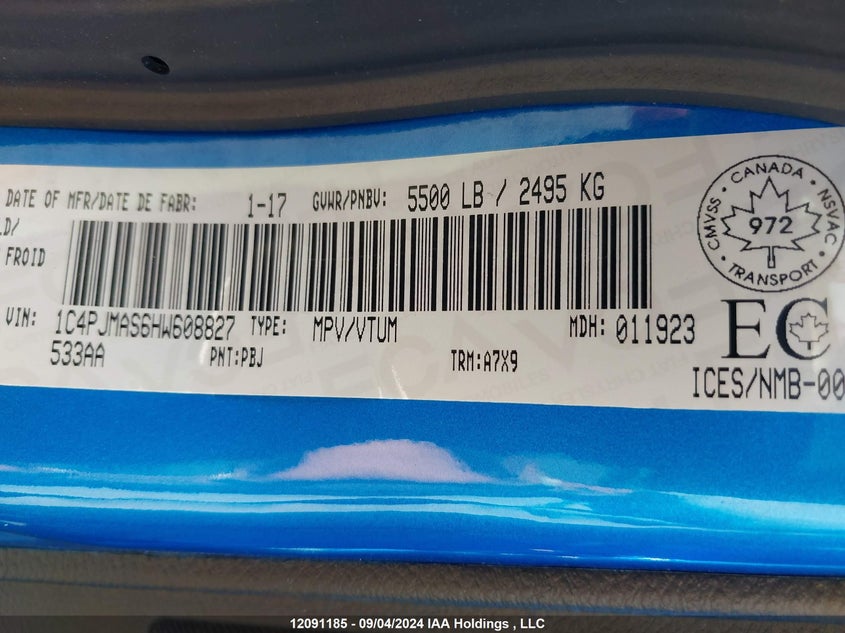 DATE OF MFR/DATE DE FABR: 1-17 GVWR/PNBV: 5500 LB / 2495 KG
LD/
FROID
VIN: 1C4PJMAS6HW608827 TYPE: MPV/VTUM MDH: 011923
533AA PNT:PBJ TRM:A7X9
CANADA
CMVSS
NSVAC
972
TRANSPORT
EC
ICES/NMB-00
12091185 - 09/04/2024 IAA Holdings , LLC